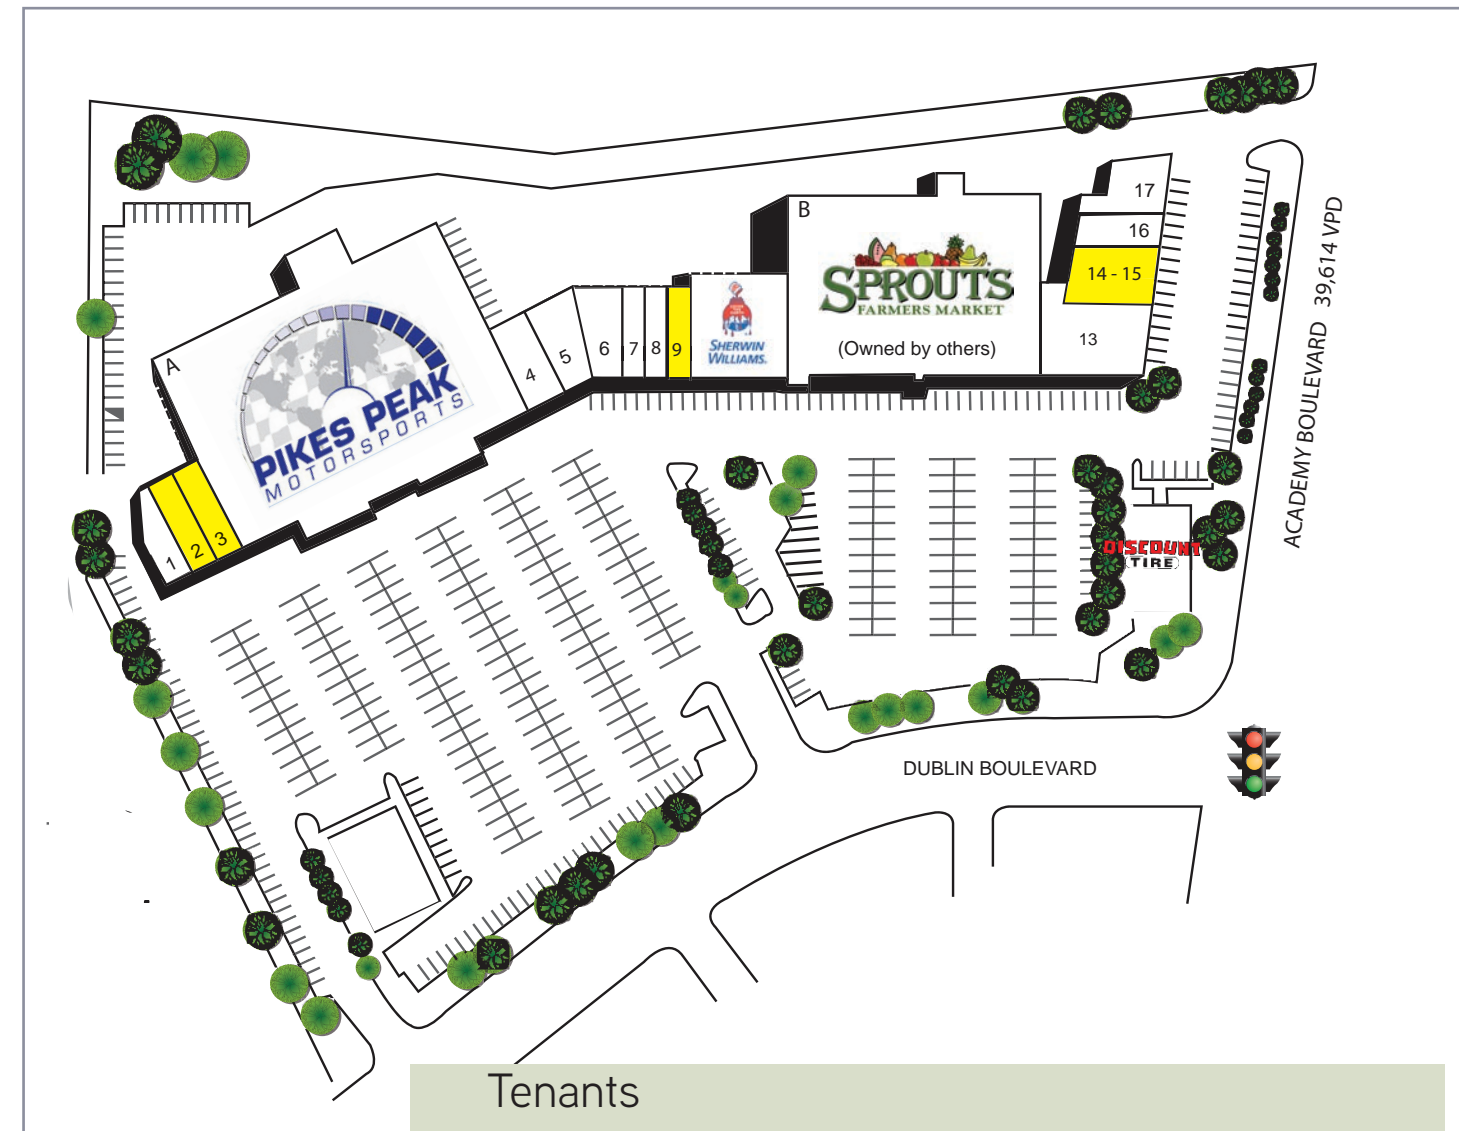 17
16
14 - 15
13
B
SPROUTS
FARMERS MARKET
(Owned by others)
SHERWIN
WILLIAMS.
9
8
7
6
5
4
A
PIKES PEAK
MOTORSPORTS
3
2
1
ACADEMY BOULEVARD 39,614 VPD
DISCOUNT
TIRE
DUBLIN BOULEVARD
Tenants